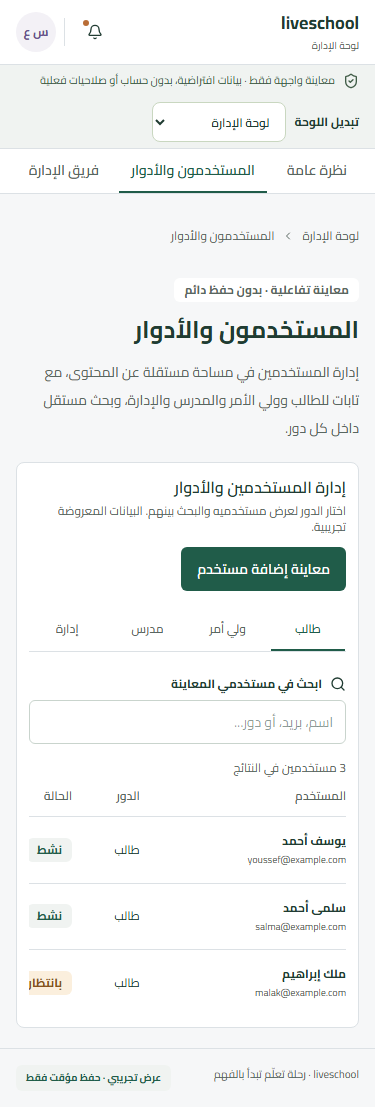 liveschool
لوحة الإدارة
س ع
معاينة واجهة فقط · بيانات افتراضية، بدون حساب أو صلاحيات فعلية
تبديل اللوحة
لوحة الإدارة
نظرة عامة
المستخدمون والأدوار
فريق الإدارة
لوحة الإدارة › المستخدمون والأدوار
معاينة تفاعلية · بدون حفظ دائم
المستخدمون والأدوار
إدارة المستخدمين في مساحة مستقلة عن المحتوى، مع
تابات للطالب وولي الأمر والمدرس والإدارة، وبحث مستقل
داخل كل دور.
إدارة المستخدمين والأدوار
اختار الدور لعرض مستخدميه والبحث بينهم. البيانات المعروضة
تجريبية.
معاينة إضافة مستخدم
طالب
ولي أمر
مدرس
إدارة
ابحث في مستخدمي المعاينة
اسم، بريد، أو دور...
3 مستخدمين في النتائج
المستخدم الدور الحالة
يوسف أحمد
youssef@example.com
طالب
نشط
سلمى أحمد
salma@example.com
طالب
نشط
ملك إبراهيم
malak@example.com
طالب
بانتظار
liveschool · رحلة تعلّم تبدأ بالفهم
عرض تجريبي · حفظ مؤقت فقط